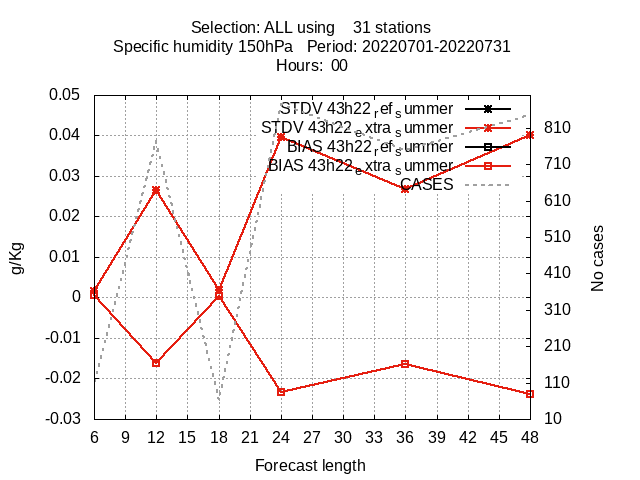 Selection: ALL using    31 stations
Specific humidity 150hPa   Period: 20220701-20220731
Hours:  00
STDV 43h22_ref_summer
STDV 43h22_extra_summer
BIAS 43h22_ref_summer
BIAS 43h22_extra_summer
CASES
g/Kg
0.05
0.04
0.03
0.02
0.01
0
-0.01
-0.02
-0.03
No cases
810
710
610
510
410
310
210
110
10
6 9 12 15 18 21 24 27 30 33 36 39 42 45 48
Forecast length